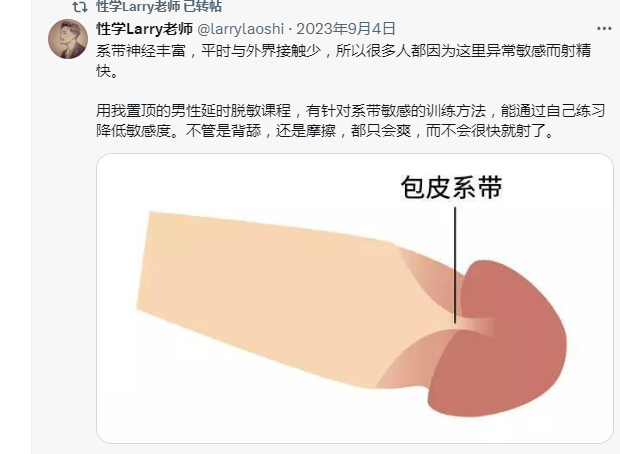 性学Larry老师 已转帖
性学Larry老师 @larrylaoshi · 2023年9月4日
系带神经丰富，平时与外界接触少，所以很多人都因为这里异常敏感而射精
快。
用我置顶的男性延时脱敏课程，有针对系带敏感的训练方法，能通过自己练习
降低敏感度。不管是背舔，还是摩擦，都只会爽，而不会很快就射了。
包皮系带